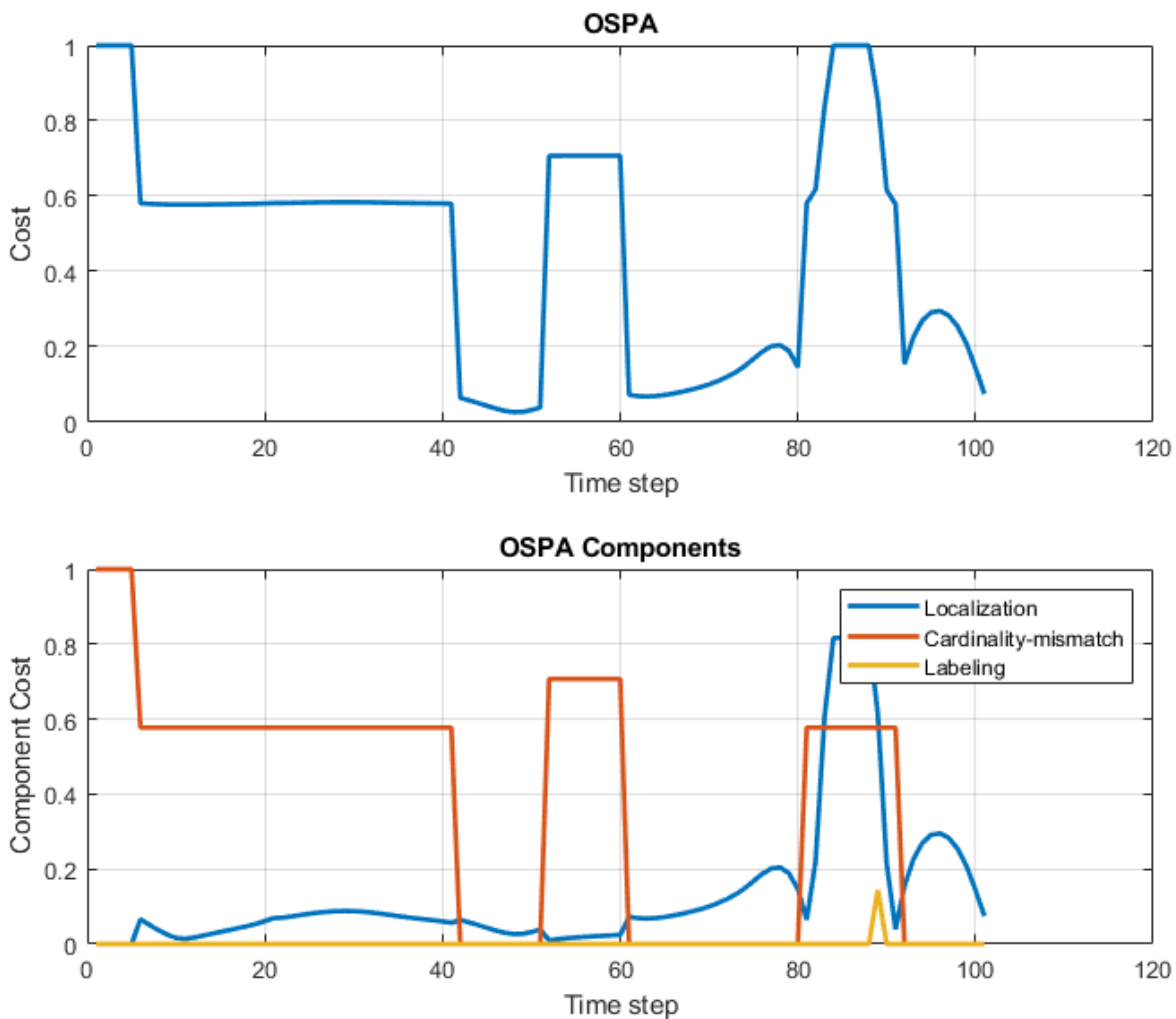 OSPA
1
0.8
0.6
0.4
0.2
0
Cost
0 20 40 60 80 100 120
Time step
OSPA Components
1
0.8
0.6
0.4
0.2
0
Component Cost
Localization
Cardinality-mismatch
Labeling
0 20 40 60 80 100 120
Time step